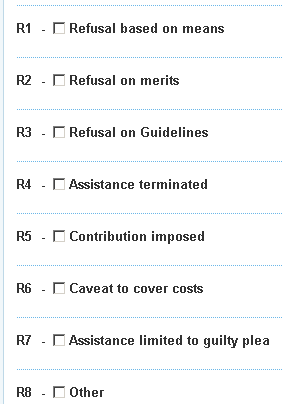 R1 - Refusal based on means
R2 - Refusal on merits
R3 - Refusal on Guidelines
R4 - Assistance terminated
R5 - Contribution imposed
R6 - Caveat to cover costs
R7 - Assistance limited to guilty plea
R8 - Other